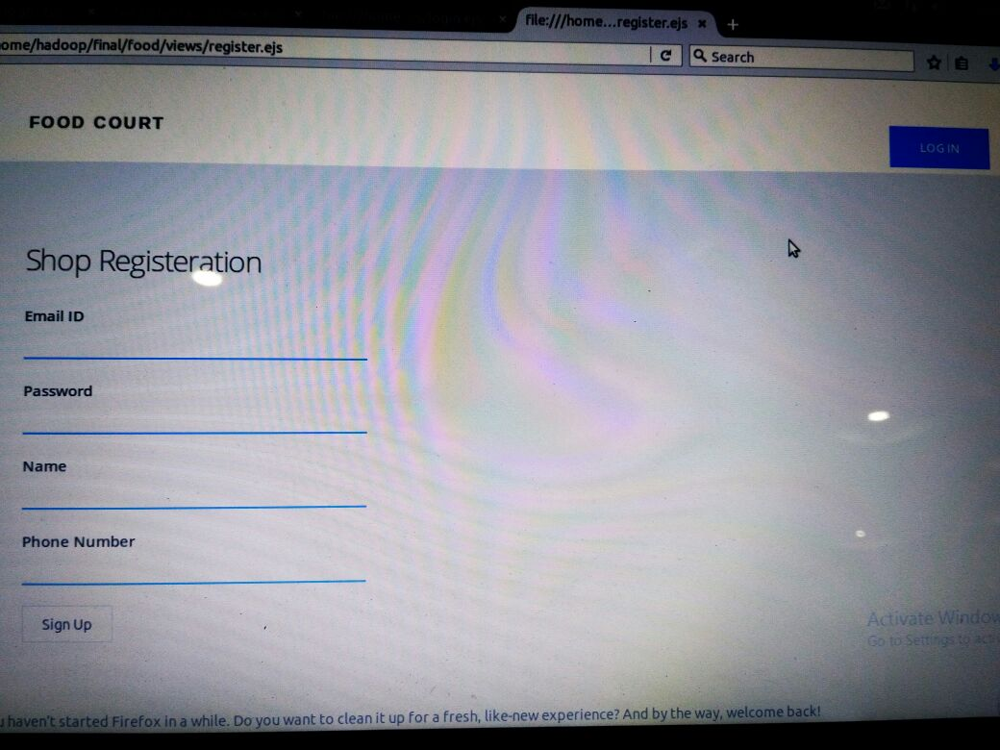 file:///home...register.ejs
ome/hadoop/final/food/views/register.ejs
Search
FOOD COURT
LOG IN
Shop Registeration
Email ID
Password
Name
Phone Number
Sign Up
Activate Window
Go to Settings to acti
u haven't started Firefox in a while. Do you want to clean it up for a fresh, like-new experience? And by the way, welcome back!